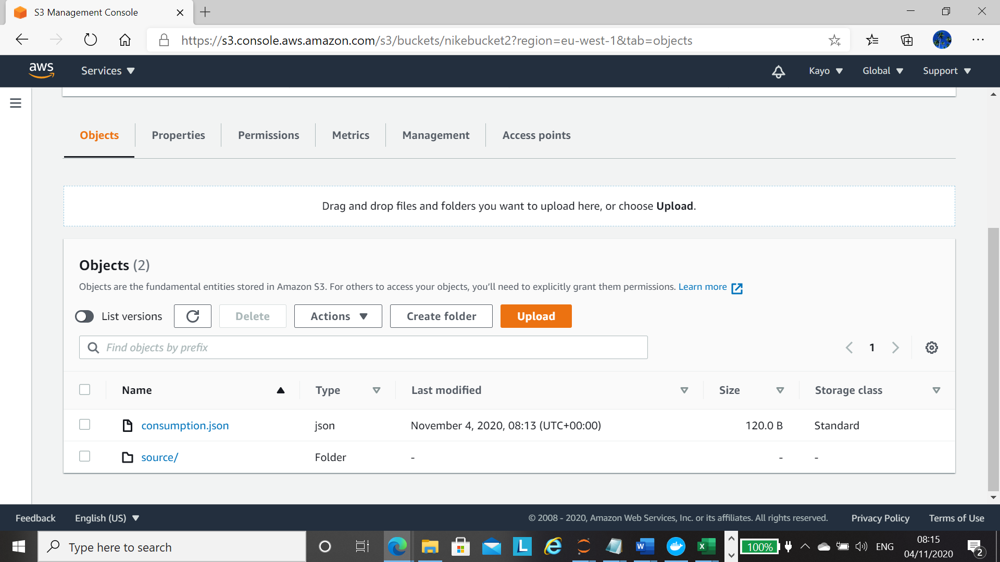 S3 Management Console
https://s3.console.aws.amazon.com/s3/buckets/nikebucket2?region=eu-west-1&tab=objects
aws Services Kayo Global Support
Objects Properties Permissions Metrics Management Access points
Drag and drop files and folders you want to upload here, or choose Upload.
Objects (2)
Objects are the fundamental entities stored in Amazon S3. For others to access your objects, you'll need to explicitly grant them permissions. Learn more
List versions Delete Actions Create folder Upload
Find objects by prefix 1
Name Type Last modified Size Storage class
consumption.json json November 4, 2020, 08:13 (UTC+00:00) 120.0 B Standard
source/ Folder - - -
Feedback English (US) © 2008 - 2020, Amazon Web Services, Inc. or its affiliates. All rights reserved. Privacy Policy Terms of Use
Type here to search L W X 100% ENG 08:15
04/11/2020 2